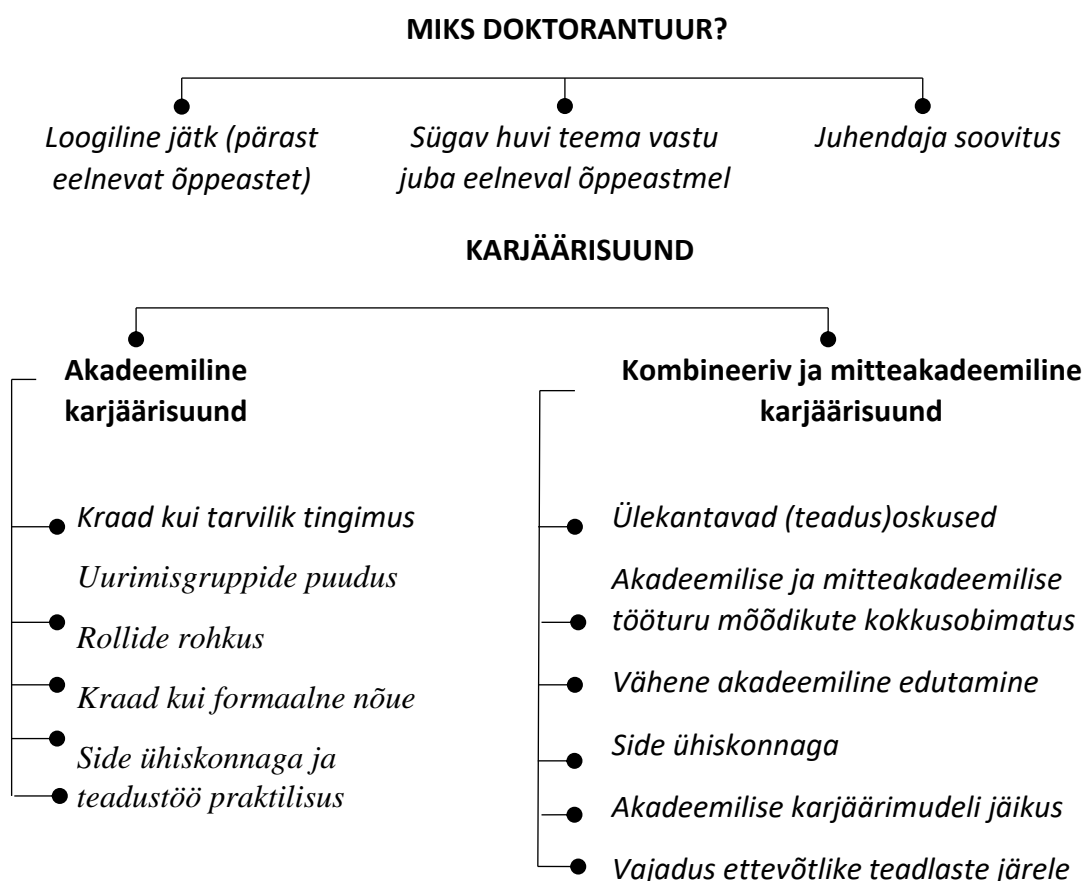 MIKS DOKTORANTUUR?
Loogiline jätk (pärast
eelnevat õppeastet)
Sügav huvi teema vastu
juba eelneval õppeastmel
Juhendaja soovitus
KARJÄÄRISUUND
Akadeemiline
karjäärisuund
Kraad kui tarvilik tingimus
Uurimisgruppide puudus
Rollide rohkus
Kraad kui formaalne nõue
Side ühiskonnaga ja
teadustöö praktilisus
Kombineeriv ja mitteakadeemiline
karjäärisuund
Ülekantavad (teadus)oskused
Akadeemilise ja mitteakadeemilise
tööturu mõõdikute kokkusobimatus
Vähene akadeemiline edutamine
Side ühiskonnaga
Akadeemilise karjäärimudeli jäikus
Vajadus ettevõtlike teadlaste järele